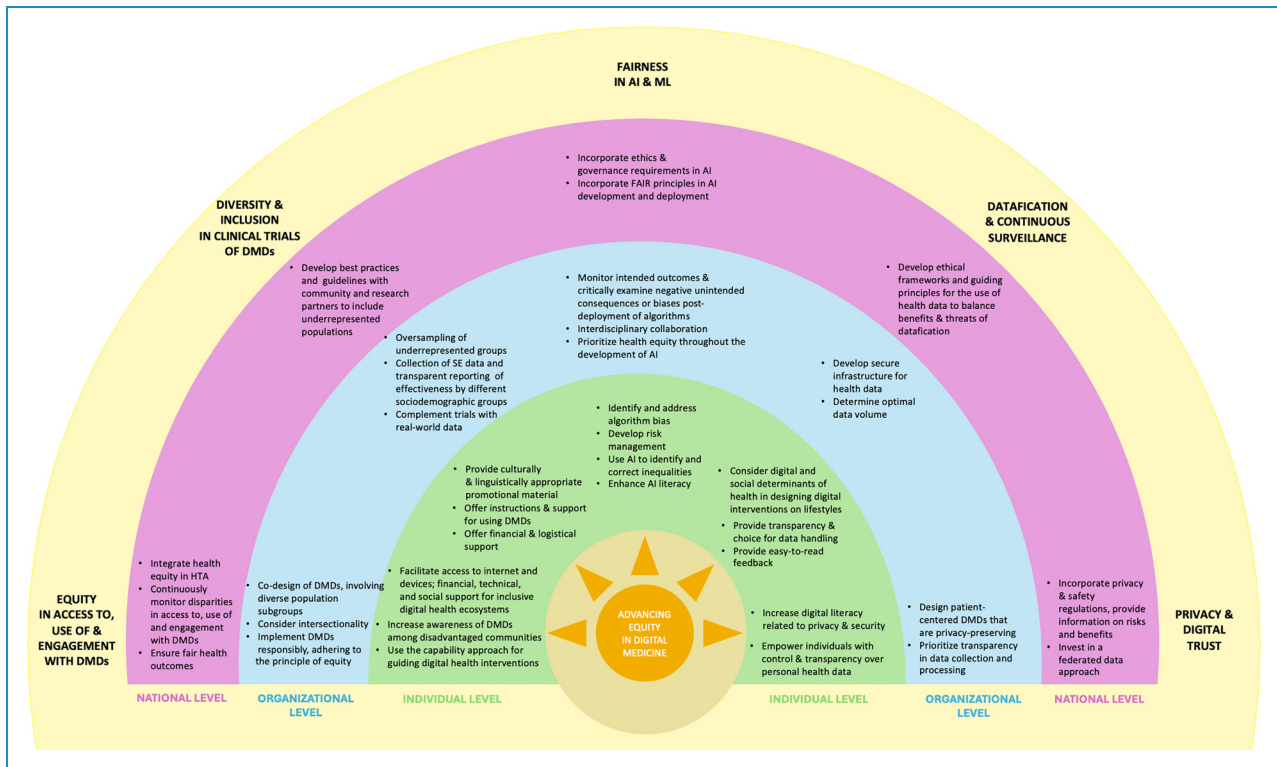 FAIRNESS
IN AI & ML
• Incorporate ethics &
governance requirements in AI
• Incorporate FAIR principles in AI
development and deployment
DIVERSITY &
INCLUSION
IN CLINICAL TRIALS
OF DMDs
DATAFICATION
& CONTINUOUS
SURVEILLANCE
• Develop best practices
and guidelines with
community and research
partners to include
underrepresented
populations
• Monitor intended outcomes &
critically examine negative unintended
consequences or biases post-
deployment of algorithms
• Interdisciplinary collaboration
• Prioritize health equity throughout the
development of AI
• Develop ethical
frameworks and guiding
principles for the use of
health data to balance
benefits & threats of
datafication
• Oversampling of
underrepresented groups
• Collection of SE data and
transparent reporting of
effectiveness by different
sociodemographic groups
• Complement trials with
real-world data
• Develop secure
infrastructure for
health data
• Determine optimal
data volume
• Identify and address
algorithm bias
• Develop risk
management
• Use AI to identify and
correct inequalities
• Enhance AI literacy
• Provide culturally
& linguistically appropriate
promotional material
• Offer instructions & support
for using DMDs
• Offer financial & logistical
support
• Consider digital and
social determinants of
health in designing digital
interventions on lifestyles
• Provide transparency &
choice for data handling
• Provide easy-to-read
feedback
EQUITY
IN ACCESS TO,
USE OF &
ENGAGEMENT
WITH DMDs
• Integrate health
equity in HTA
• Continuously
monitor disparities
in access to, use of
and engagement
with DMDs
• Ensure fair health
outcomes
• Co-design of DMDs, involving
diverse population
subgroups
• Consider intersectionality
• Implement DMDs
responsibly, adhering to
the principle of equity
• Facilitate access to internet and
devices; financial, technical,
and social support for inclusive
digital health ecosystems
• Increase awareness of DMDs
among disadvantaged communities
• Use the capability approach for
guiding digital health interventions
ADVANCING
EQUITY
IN DIGITAL
MEDICINE
• Increase digital literacy
related to privacy & security
• Empower individuals with
control & transparency over
personal health data
• Design patient-
centered DMDs that
are privacy-preserving
• Prioritize transparency
in data collection and
processing
• Incorporate privacy
& safety
regulations, provide
information on risks
and benefits
• Invest in a
federated data
approach
PRIVACY &
DIGITAL
TRUST
NATIONAL LEVEL
ORGANIZATIONAL
LEVEL
INDIVIDUAL LEVEL
INDIVIDUAL LEVEL
ORGANIZATIONAL
LEVEL
NATIONAL LEVEL